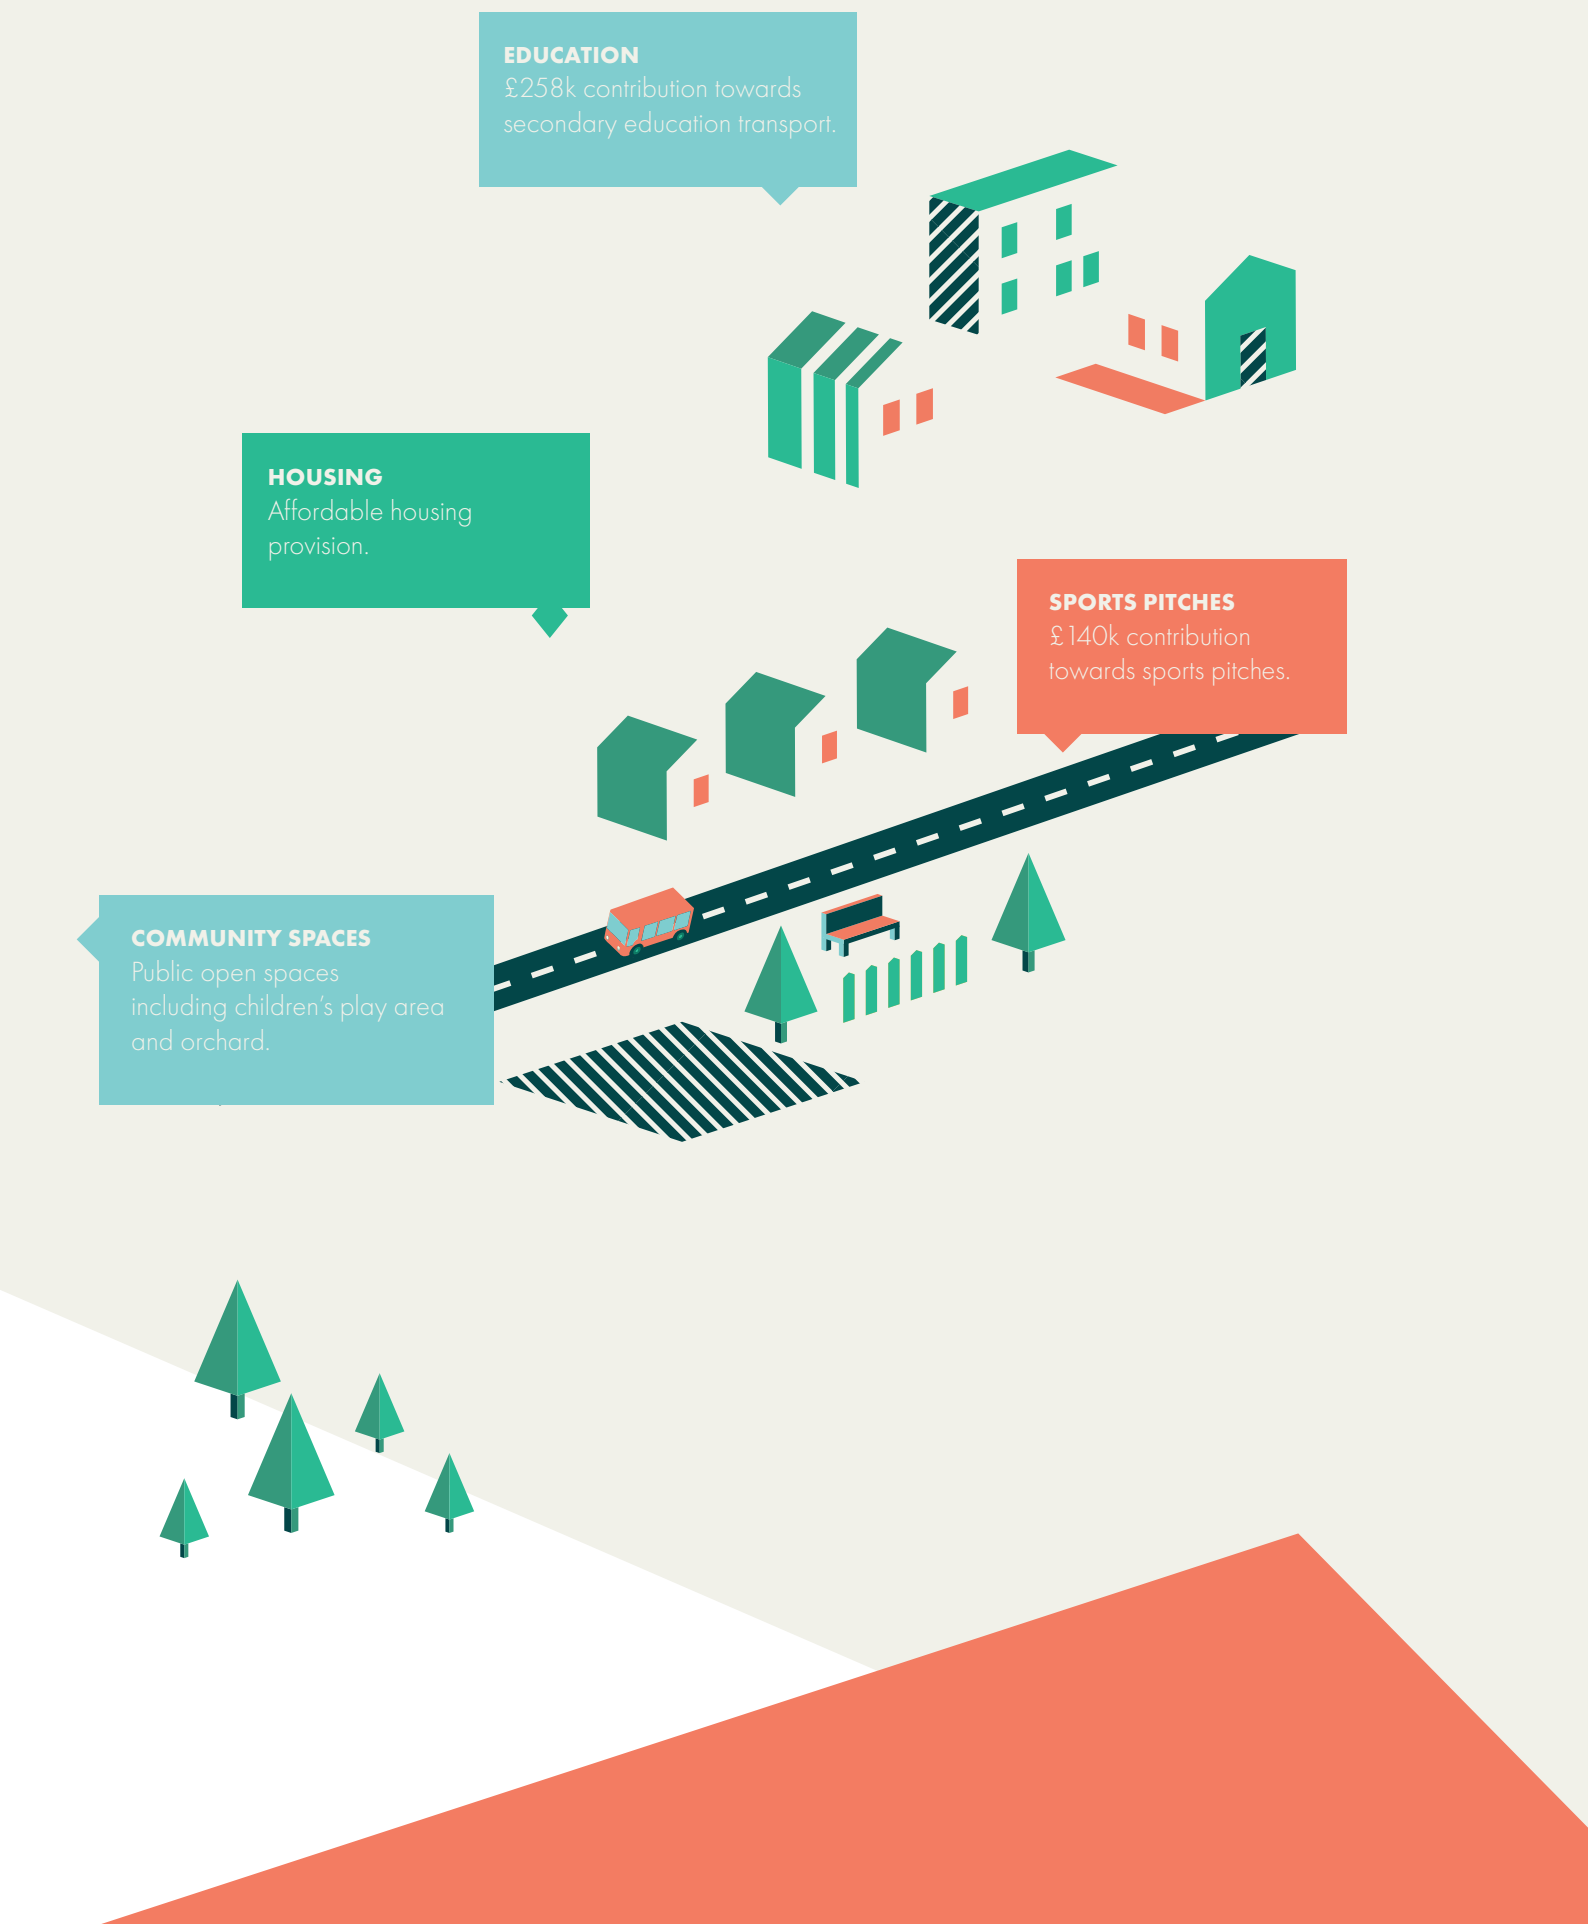 EDUCATION
£258k contribution towards
secondary education transport.
HOUSING
Affordable housing
provision.
SPORTS PITCHES
£140k contribution
towards sports pitches.
COMMUNITY SPACES
Public open spaces
including children’s play area
and orchard.